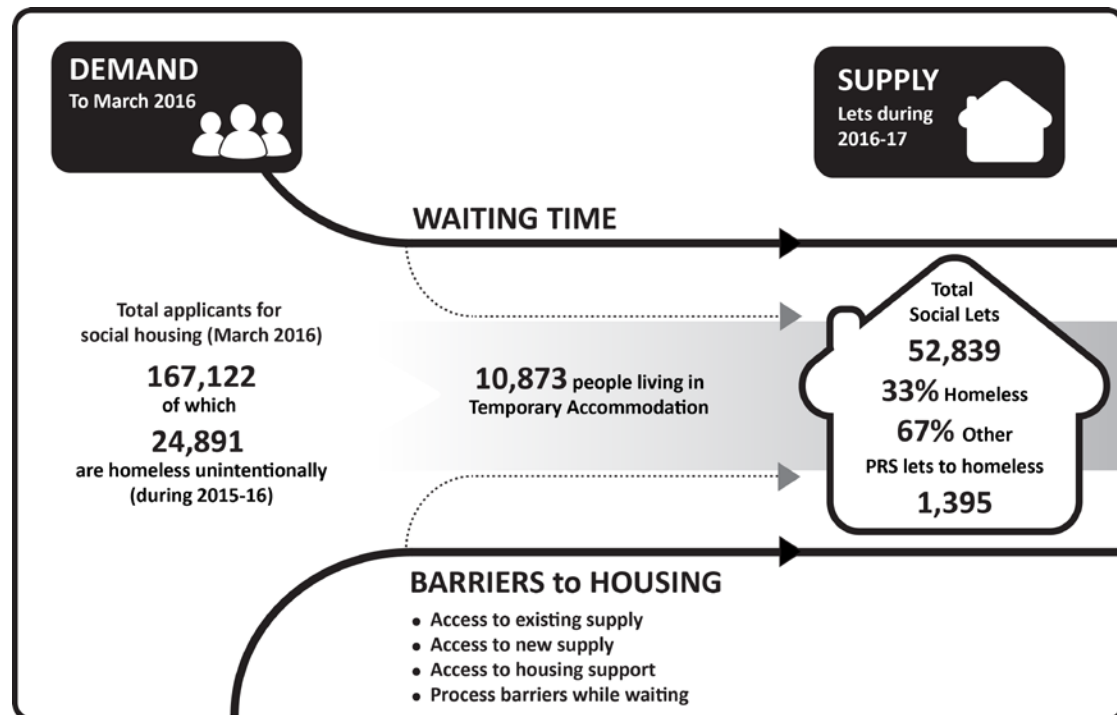 DEMAND
To March 2016
SUPPLY
Lets during
2016-17
WAITING TIME
Total applicants for
social housing (March 2016)
167,122
of which
24,891
are homeless unintentionally
(during 2015-16)
10,873 people living in
Temporary Accommodation
Total
Social Lets
52,839
33% Homeless
67% Other
PRS lets to homeless
1,395
BARRIERS to HOUSING
• Access to existing supply
• Access to new supply
• Access to housing support
• Process barriers while waiting